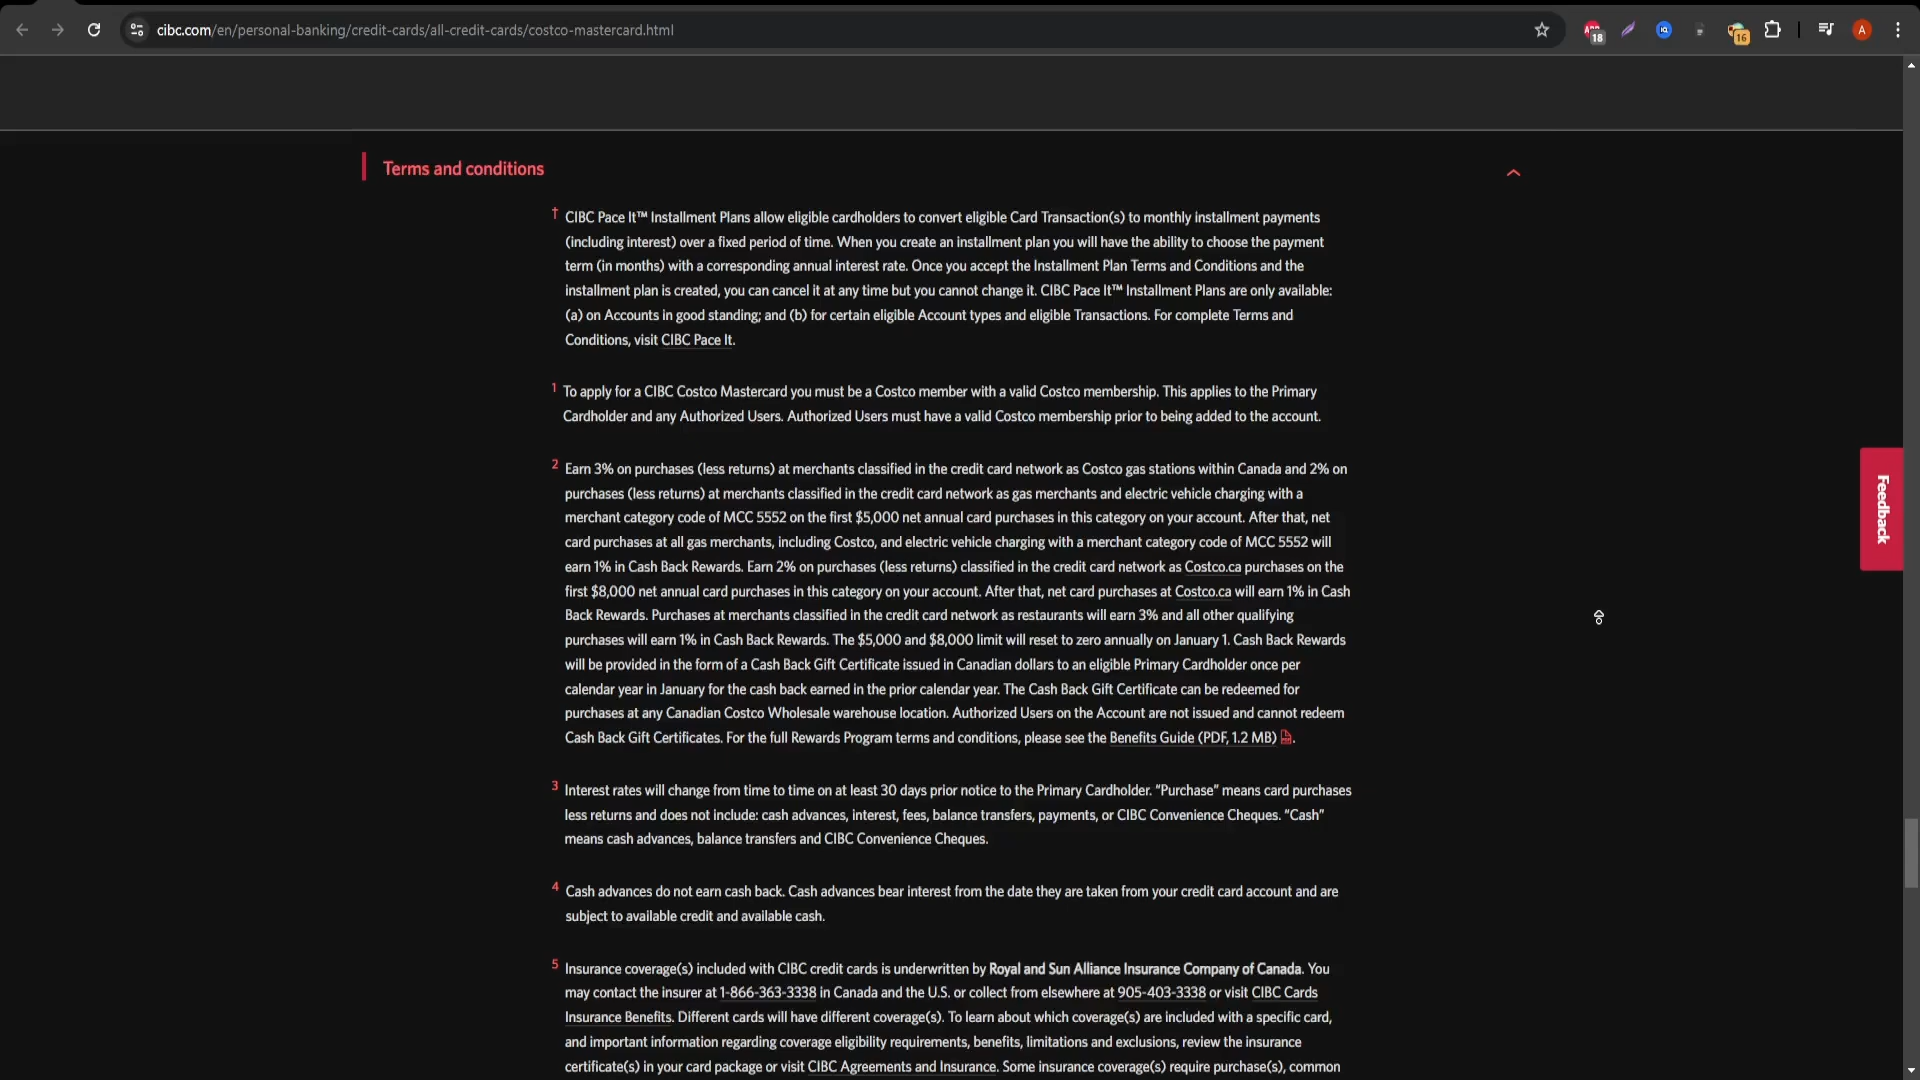 cibc.com/en/personal-banking/credit-cards/all-credit-cards/costco-mastercard.html
18
16
A
Terms and conditions
† CIBC Pace It™ Installment Plans allow eligible cardholders to convert eligible Card Transaction(s) to monthly installment payments
(including interest) over a fixed period of time. When you create an installment plan you will have the ability to choose the payment
term (in months) with a corresponding annual interest rate. Once you accept the Installment Plan Terms and Conditions and the
installment plan is created, you can cancel it at any time but you cannot change it. CIBC Pace It™ Installment Plans are only available:
(a) on Accounts in good standing; and (b) for certain eligible Account types and eligible Transactions. For complete Terms and
Conditions, visit CIBC Pace It.
1 To apply for a CIBC Costco Mastercard you must be a Costco member with a valid Costco membership. This applies to the Primary
Cardholder and any Authorized Users. Authorized Users must have a valid Costco membership prior to being added to the account.
2 Earn 3% on purchases (less returns) at merchants classified in the credit card network as Costco gas stations within Canada and 2% on
purchases (less returns) at merchants classified in the credit card network as gas merchants and electric vehicle charging with a
merchant category code of MCC 5552 on the first $5,000 net annual card purchases in this category on your account. After that, net
card purchases at all gas merchants, including Costco, and electric vehicle charging with a merchant category code of MCC 5552 will
earn 1% in Cash Back Rewards. Earn 2% on purchases (less returns) classified in the credit card network as Costco.ca purchases on the
first $8,000 net annual card purchases in this category on your account. After that, net card purchases at Costco.ca will earn 1% in Cash
Back Rewards. Purchases at merchants classified in the credit card network as restaurants will earn 3% and all other qualifying
purchases will earn 1% in Cash Back Rewards. The $5,000 and $8,000 limit will reset to zero annually on January 1. Cash Back Rewards
will be provided in the form of a Cash Back Gift Certificate issued in Canadian dollars to an eligible Primary Cardholder once per
calendar year in January for the cash back earned in the prior calendar year. The Cash Back Gift Certificate can be redeemed for
purchases at any Canadian Costco Wholesale warehouse location. Authorized Users on the Account are not issued and cannot redeem
Cash Back Gift Certificates. For the full Rewards Program terms and conditions, please see the Benefits Guide (PDF, 1.2 MB).
3 Interest rates will change from time to time on at least 30 days prior notice to the Primary Cardholder. “Purchase” means card purchases
less returns and does not include: cash advances, interest, fees, balance transfers, payments, or CIBC Convenience Cheques. “Cash”
means cash advances, balance transfers and CIBC Convenience Cheques.
4 Cash advances do not earn cash back. Cash advances bear interest from the date they are taken from your credit card account and are
subject to available credit and available cash.
5 Insurance coverage(s) included with CIBC credit cards is underwritten by Royal and Sun Alliance Insurance Company of Canada. You
may contact the insurer at 1-866-363-3338 in Canada and the U.S. or collect from elsewhere at 905-403-3338 or visit CIBC Cards
Insurance Benefits. Different cards will have different coverage(s). To learn about which coverage(s) are included with a specific card,
and important information regarding coverage eligibility requirements, benefits, limitations and exclusions, review the insurance
certificate(s) in your card package or visit CIBC Agreements and Insurance. Some insurance coverage(s) require purchase(s), common
Feedback